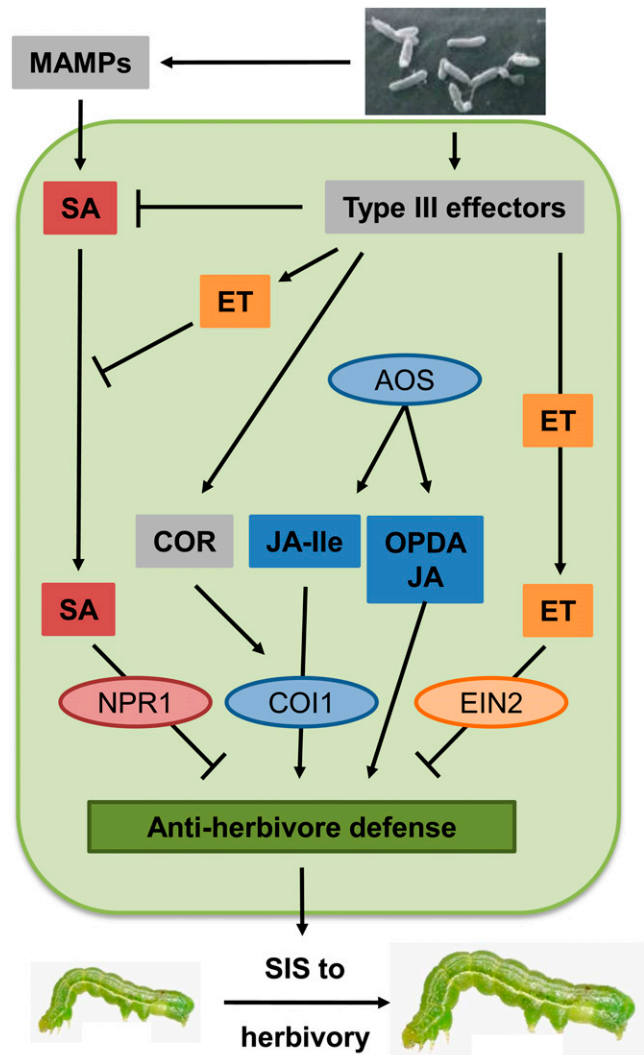 MAMPs
SA
Type III effectors
ET
AOS
ET
COR
JA-Ile
OPDA
JA
SA
ET
NPR1
COI1
EIN2
Anti-herbivore defense
SIS to
herbivory